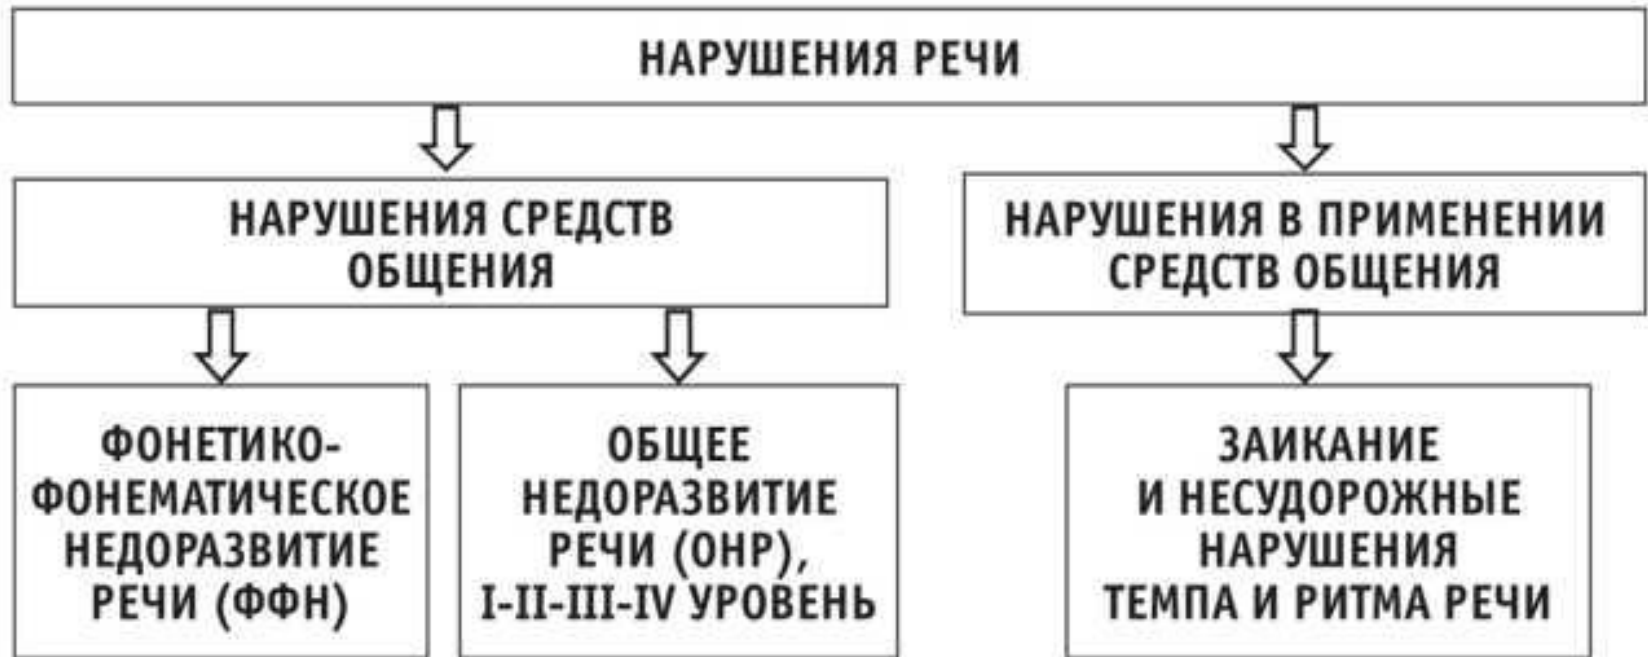 НАРУШЕНИЯ РЕЧИ
НАРУШЕНИЯ СРЕДСТВ
ОБЩЕНИЯ
НАРУШЕНИЯ В ПРИМЕНЕНИИ
СРЕДСТВ ОБЩЕНИЯ
ФОНЕТИКО-
ФОНЕМАТИЧЕСКОЕ
НЕДОРАЗВИТИЕ
РЕЧИ (ФФН)
ОБЩЕЕ
НЕДОРАЗВИТИЕ
РЕЧИ (ОНР),
I-II-III-IV УРОВЕНЬ
ЗАИКАНИЕ
И НЕСУДОРОЖНЫЕ
НАРУШЕНИЯ
ТЕМПА И РИТМА РЕЧИ